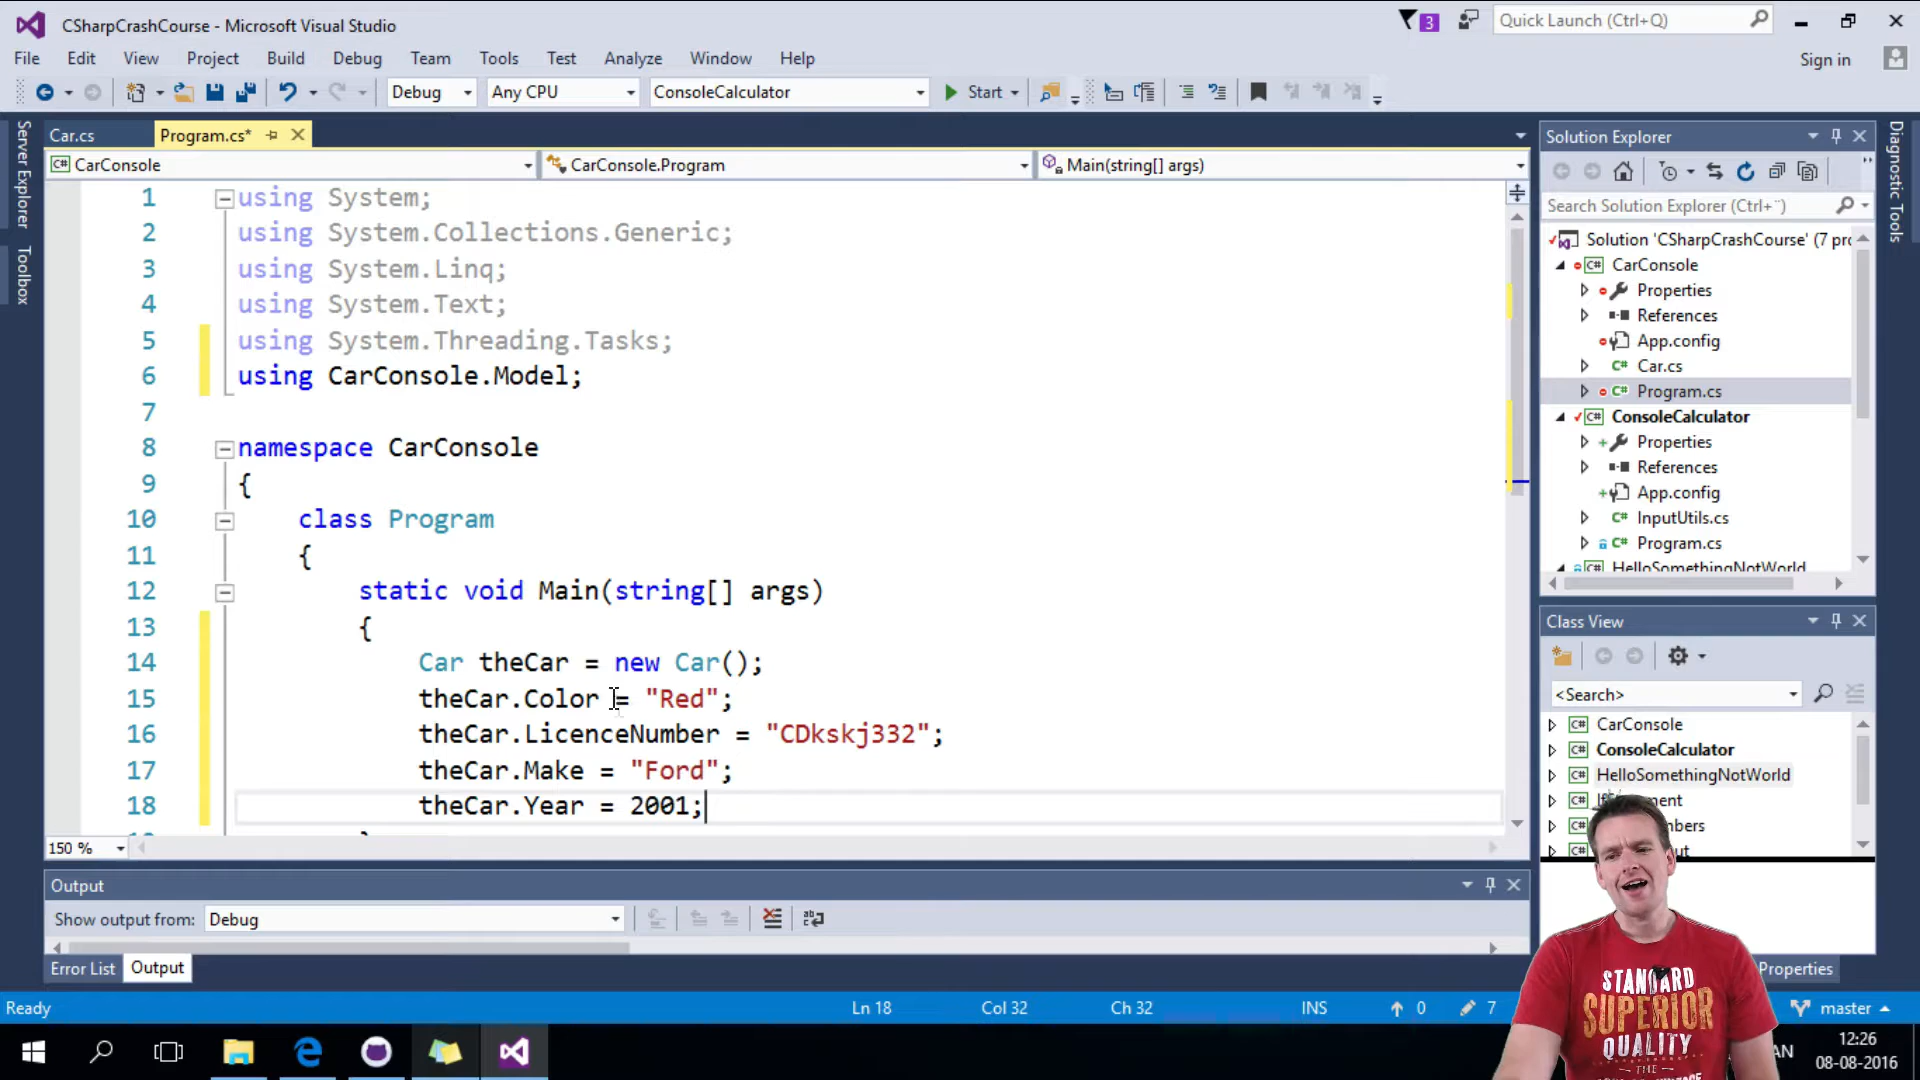 CSharpCrashCourse - Microsoft Visual Studio
3
Quick Launch (Ctrl+Q)
File Edit View Project Build Debug Team Tools Test Analyze Window Help
Sign in
Debug Any CPU ConsoleCalculator Start
Server Explorer
Toolbox
Car.cs Program.cs*
CarConsole CarConsole.Program Main(string[] args)
1 using System;
2 using System.Collections.Generic;
3 using System.Linq;
4 using System.Text;
5 using System.Threading.Tasks;
6 using CarConsole.Model;
7
8 namespace CarConsole
9 {
10 class Program
11 {
12 static void Main(string[] args)
13 {
14 Car theCar = new Car();
15 theCar.Color = "Red";
16 theCar.LicenceNumber = "CDkskj332";
17 theCar.Make = "Ford";
18 theCar.Year = 2001;
150 %
Output
Show output from: Debug
Error List Output
Solution Explorer
Search Solution Explorer (Ctrl+¨)
Solution 'CSharpCrashCourse' (7 pro
CarConsole
Properties
References
App.config
Car.cs
Program.cs
ConsoleCalculator
Properties
References
App.config
InputUtils.cs
Program.cs
HelloSomethingNotWorld
Diagnostic Tools
Class View
<Search>
CarConsole
ConsoleCalculator
HelloSomethingNotWorld
Properties
STANDARD
SUPERIOR
QUALITY
THE
Ready Ln 18 Col 32 Ch 32 INS 0 7 master
12:26
08-08-2016